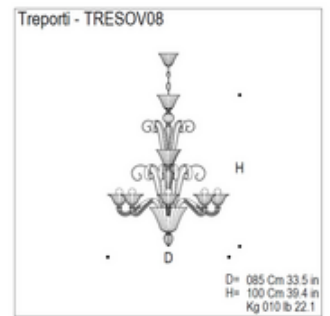 Treporti - TRESOV08
H
D
D= 085 Cm 33.5 in
H= 100 Cm 39.4 in
Kg 010 lb 22.1